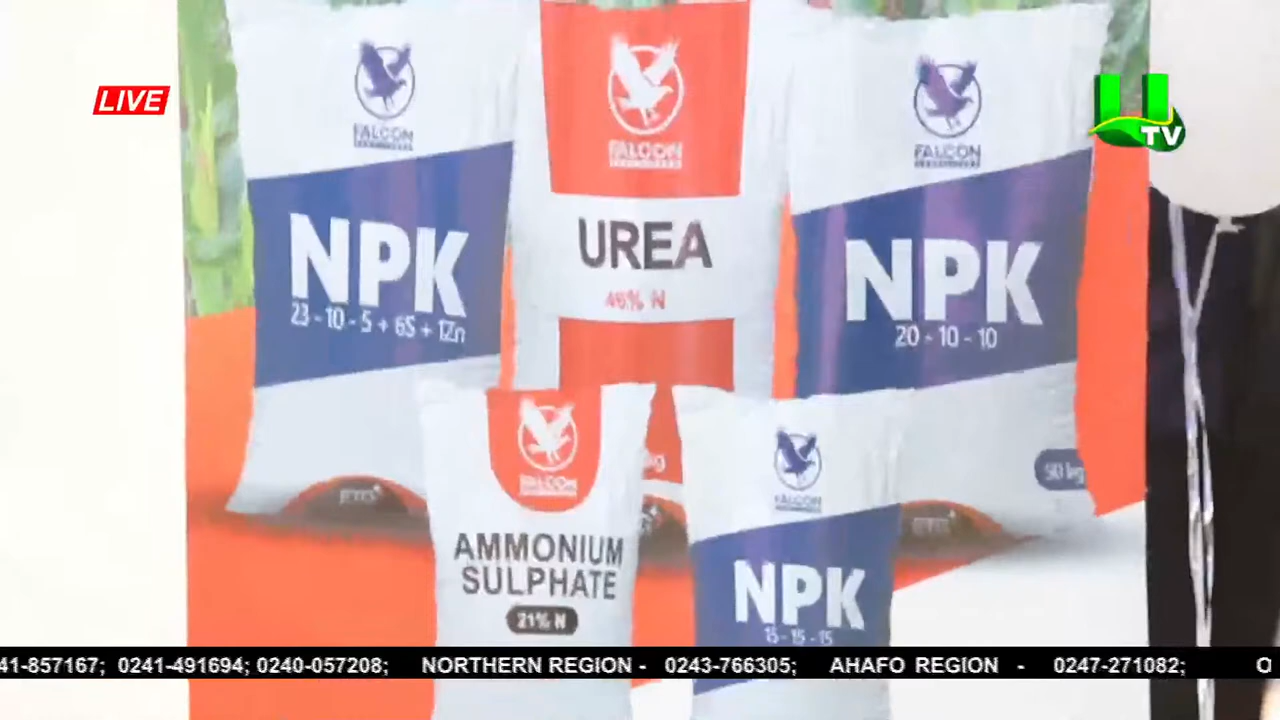 LIVE
U
TV
FALCON
NPK
23 - 10 - 5 + 6S + 1Zn
FALCON
UREA
46% N
FALCON
NPK
20 - 10 - 10
50 kg
FALCON
AMMONIUM
SULPHATE
21% N
FALCON
NPK
15 - 15 - 15
41-857167; 0241-491694; 0240-057208; NORTHERN REGION - 0243-766305; AHAFO REGION - 0247-271082;